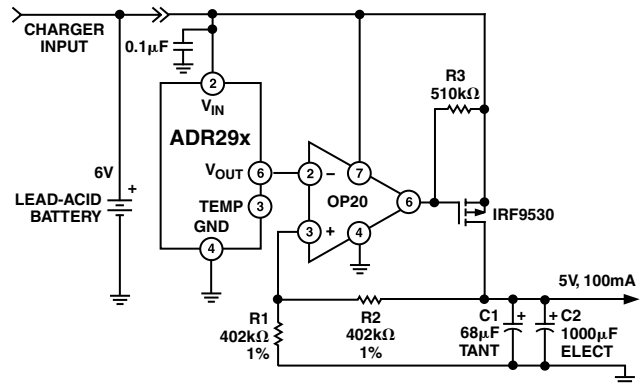 CHARGER
INPUT
0.1μF
R3
510kΩ
2
VIN
ADR29x
VOUT
6
2
–
7
OP20
6
IRF9530
6V
+
LEAD-ACID
BATTERY
TEMP
3
GND
3
+
4
4
5V, 100mA
R1
402kΩ
1%
R2
402kΩ
1%
C1
68μF
TANT
+
+
C2
1000μF
ELECT